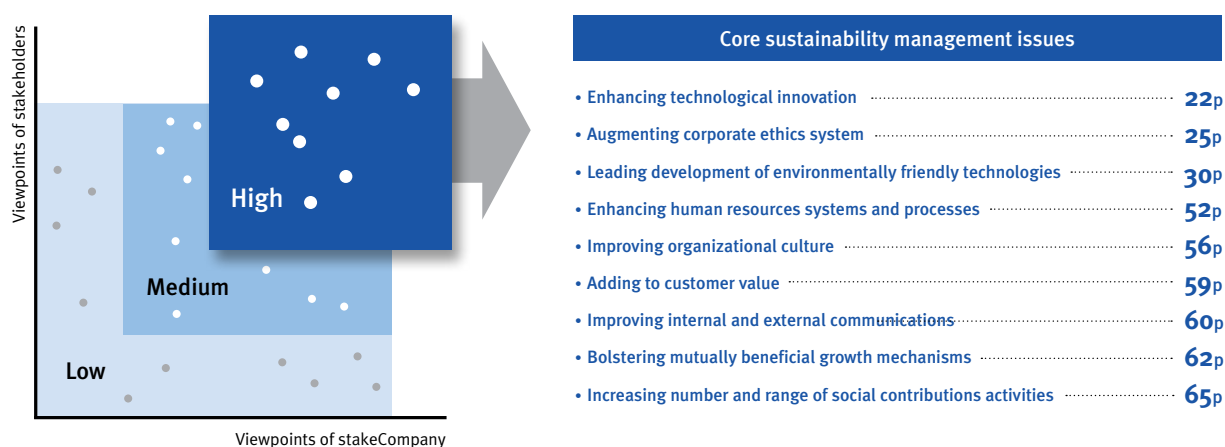 Viewpoints of stakeholders
High
Medium
Low
Viewpoints of stakeCompany
Core sustainability management issues
• Enhancing technological innovation 22p
• Augmenting corporate ethics system 25p
• Leading development of environmentally friendly technologies 30p
• Enhancing human resources systems and processes 52p
• Improving organizational culture 56p
• Adding to customer value 59p
• Improving internal and external communications 60p
• Bolstering mutually beneficial growth mechanisms 62p
• Increasing number and range of social contributions activities 65p